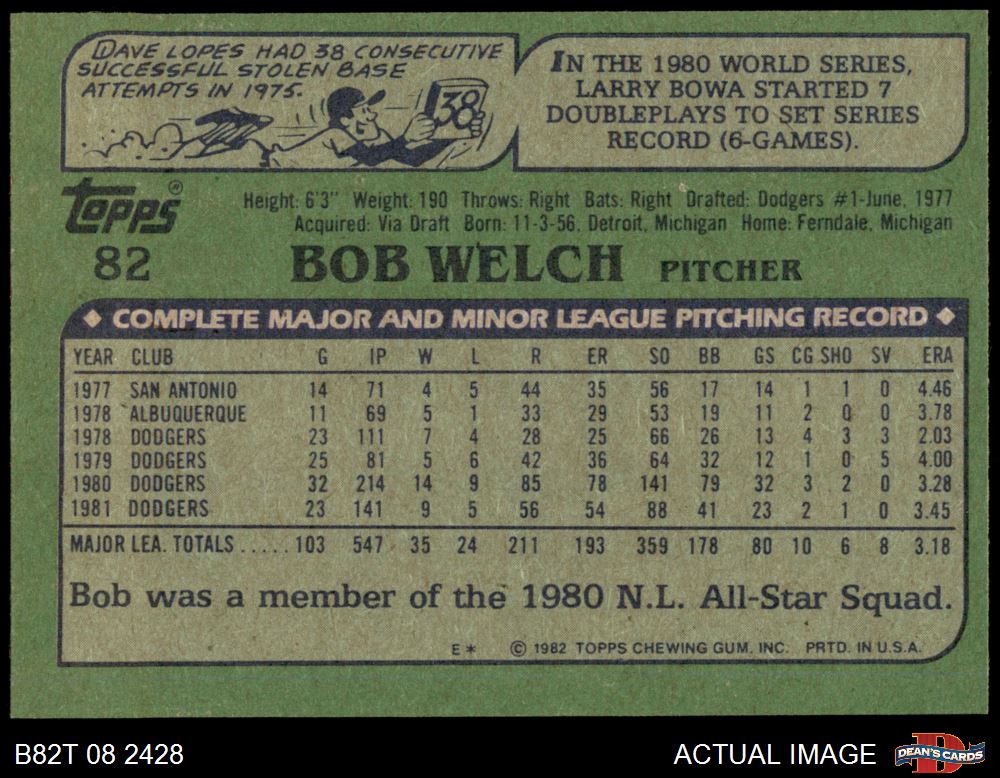 DAVE LOPES HAD 38 CONSECUTIVE
SUCCESSFUL STOLEN BASE
ATTEMPTS IN 1975.
38
IN THE 1980 WORLD SERIES,
LARRY BOWA STARTED 7
DOUBLEPLAYS TO SET SERIES
RECORD (6-GAMES).
Topps®
Height: 6'3" Weight: 190 Throws: Right Bats: Right Drafted: Dodgers #1-June, 1977
Acquired: Via Draft Born: 11-3-56, Detroit, Michigan Home: Ferndale, Michigan
82 BOB WELCH PITCHER
COMPLETE MAJOR AND MINOR LEAGUE PITCHING RECORD
YEAR CLUB G IP W L R ER SO BB GS CG SHO SV ERA
1977 SAN ANTONIO 14 71 4 5 44 35 56 17 14 1 1 0 4.46
1978 ALBUQUERQUE 11 69 5 1 33 29 53 19 11 2 0 0 3.78
1978 DODGERS 23 111 7 4 28 25 66 26 13 4 3 3 2.03
1979 DODGERS 25 81 5 6 42 36 64 32 12 1 0 5 4.00
1980 DODGERS 32 214 14 9 85 78 141 79 32 3 2 0 3.28
1981 DODGERS 23 141 9 5 56 54 88 41 23 2 1 0 3.45
MAJOR LEA. TOTALS.....103 547 35 24 211 193 359 178 80 10 6 8 3.18
Bob was a member of the 1980 N.L. All-Star Squad.
E* © 1982 TOPPS CHEWING GUM, INC. PRTD. IN U.S.A.
B82T 08 2428 ACTUAL IMAGE DEAN'S CARDS